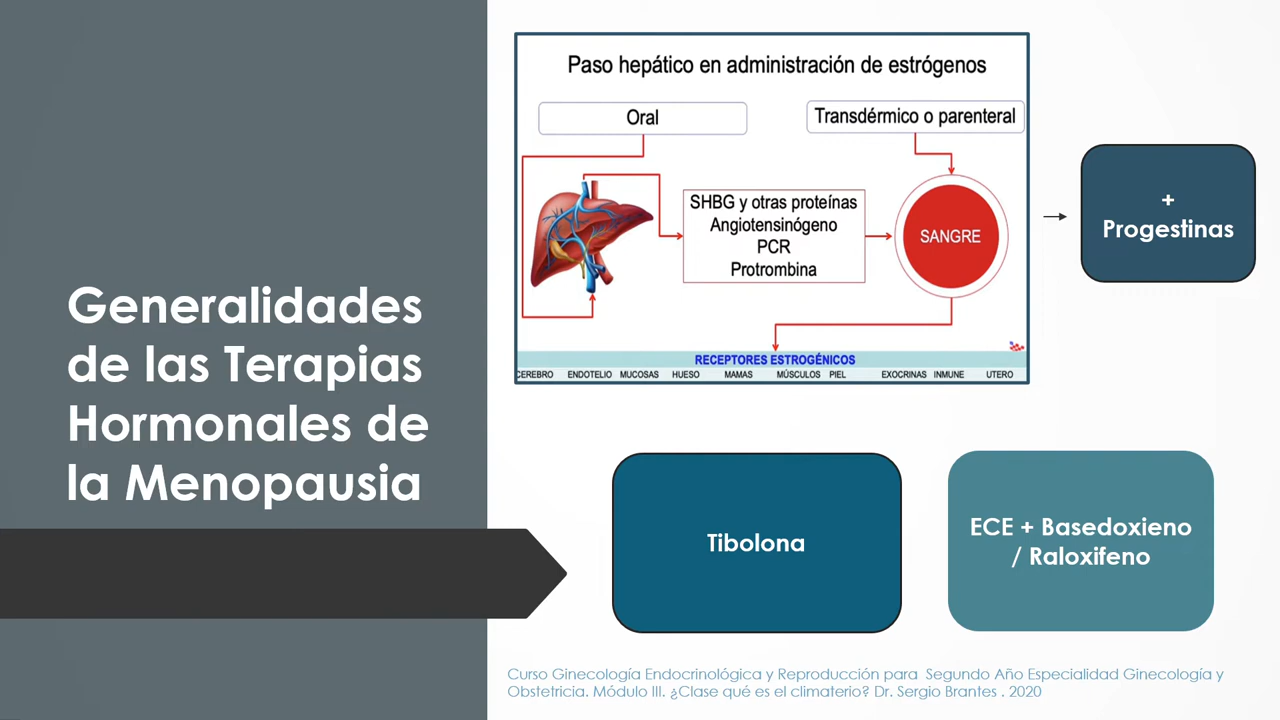 Generalidades
de las Terapias
Hormonales de
la Menopausia
Paso hepático en administración de estrógenos
Oral
Transdérmico o parenteral
SHBG y otras proteínas
Angiotensinógeno
PCR
Protrombina
SANGRE
RECEPTORES ESTROGÉNICOS
CEREBRO ENDOTELIO MUCOSAS HUESO MAMAS MÚSCULOS PIEL EXOCRINAS INMUNE UTERO
+
Progestinas
Tibolona
ECE + Basedoxieno
/ Raloxifeno
Curso Ginecología Endocrinológica y Reproducción para Segundo Año Especialidad Ginecología y
Obstetricia. Módulo III. ¿Clase qué es el climaterio? Dr. Sergio Brantes . 2020